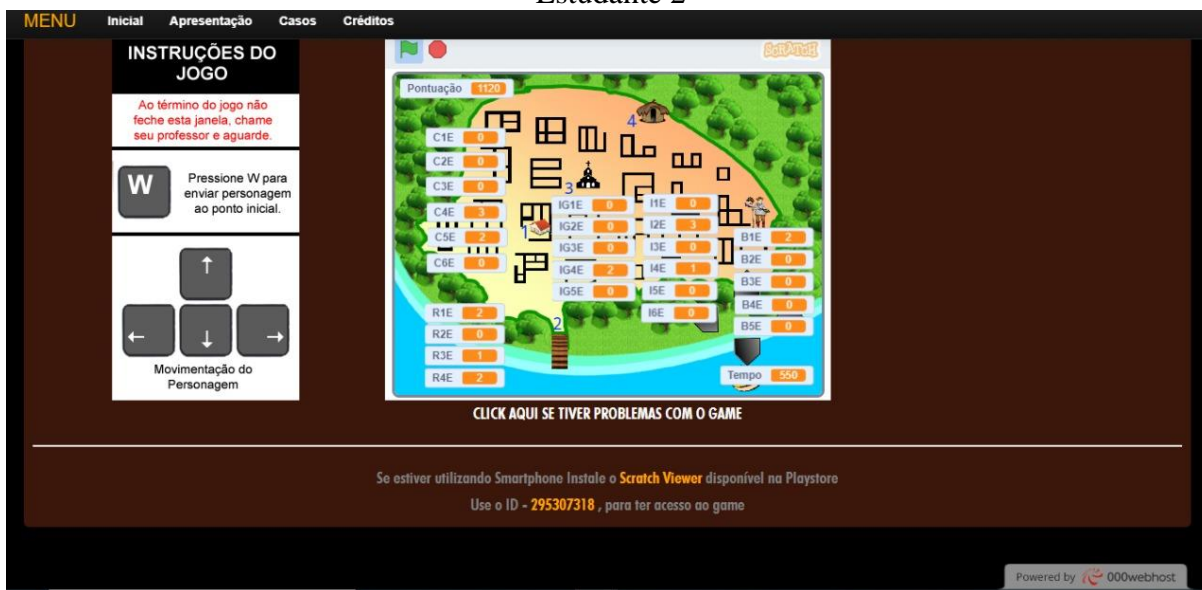 Estudante 2
MENU Inicial Apresentação Casos Créditos
INSTRUÇÕES DO
JOGO
Ao término do jogo não
feche esta janela, chame
seu professor e aguarde.
W
Pressione W para
enviar personagem
ao ponto inicial.
↑
← ↓ →
Movimentação do
Personagem
SCRATCH
Pontuação 1120
C1E 0
C2E 0
C3E 0
C4E 3
C5E 2
C6E 0
R1E 2
R2E 0
R3E 1
R4E 2
4
3
1
2
IG1E 0
IG2E 0
IG3E 0
IG4E 2
IG5E 0
I1E 0
I2E 3
I3E 0
I4E 1
I5E 0
I6E 0
B1E 2
B2E 0
B3E 0
B4E 0
B5E 0
Tempo 550
CLICK AQUI SE TIVER PROBLEMAS COM O GAME
Se estiver utilizando Smartphone Instale o Scratch Viewer disponível na Playstore
Use o ID - 295307318 , para ter acesso ao game
Powered by 000webhost